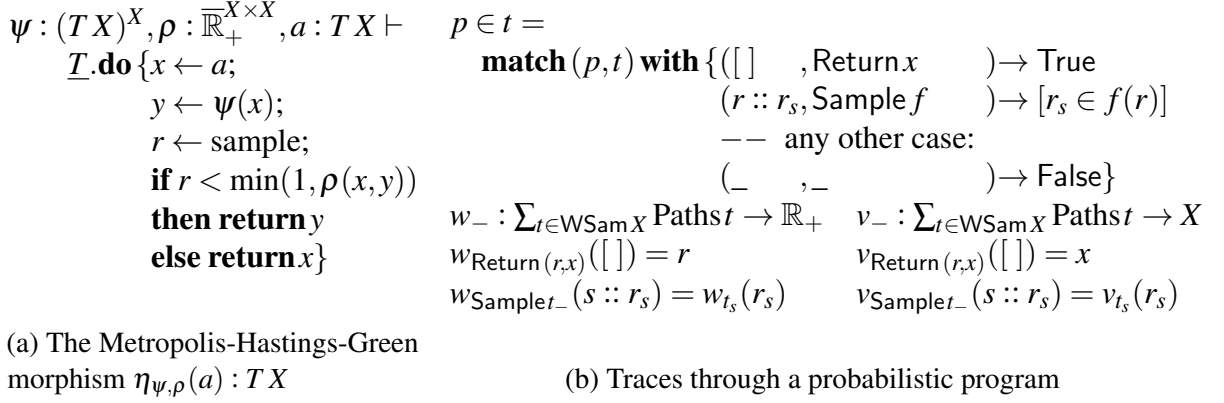 ψ : (T X)^X, ρ : ℝ̅₊^{X×X}, a : T X ⊢
T̲.do {x ← a;
y ← ψ(x);
r ← sample;
if r < min(1, ρ(x, y))
then return y
else return x}
(a) The Metropolis-Hastings-Green
morphism η_{ψ,ρ}(a) : T X
p ∈ t =
match (p, t) with {([ ] , Return x ) → True
(r :: r_s, Sample f ) → [r_s ∈ f(r)]
−− any other case:
(_ , _ ) → False}
w_− : ∑_{t∈WSam X} Paths t → ℝ₊ v_− : ∑_{t∈WSam X} Paths t → X
w_{Return (r,x)}([ ]) = r v_{Return (r,x)}([ ]) = x
w_{Sample t_−}(s :: r_s) = w_{t_s}(r_s) v_{Sample t_−}(s :: r_s) = v_{t_s}(r_s)
(b) Traces through a probabilistic program